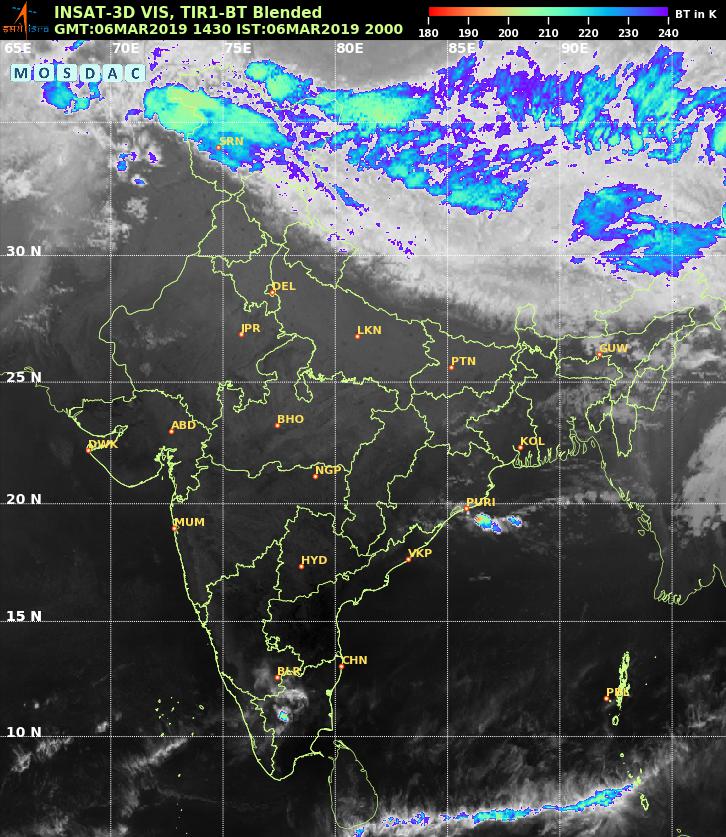 INSAT-3D VIS, TIR1-BT Blended
GMT:06MAR2019 1430 IST:06MAR2019 2000
BT in K
180 190 200 210 220 230 240
65E 70E 75E 80E 85E 90E
M O S D A C
SRN
30 N
DEL
JPR LKN
GUW
PTN
25 N
ABD BHO
DWK KOL
NGP
20 N PURI
MUM
VKP
HYD
15 N
CHN
BLR
PBL
10 N